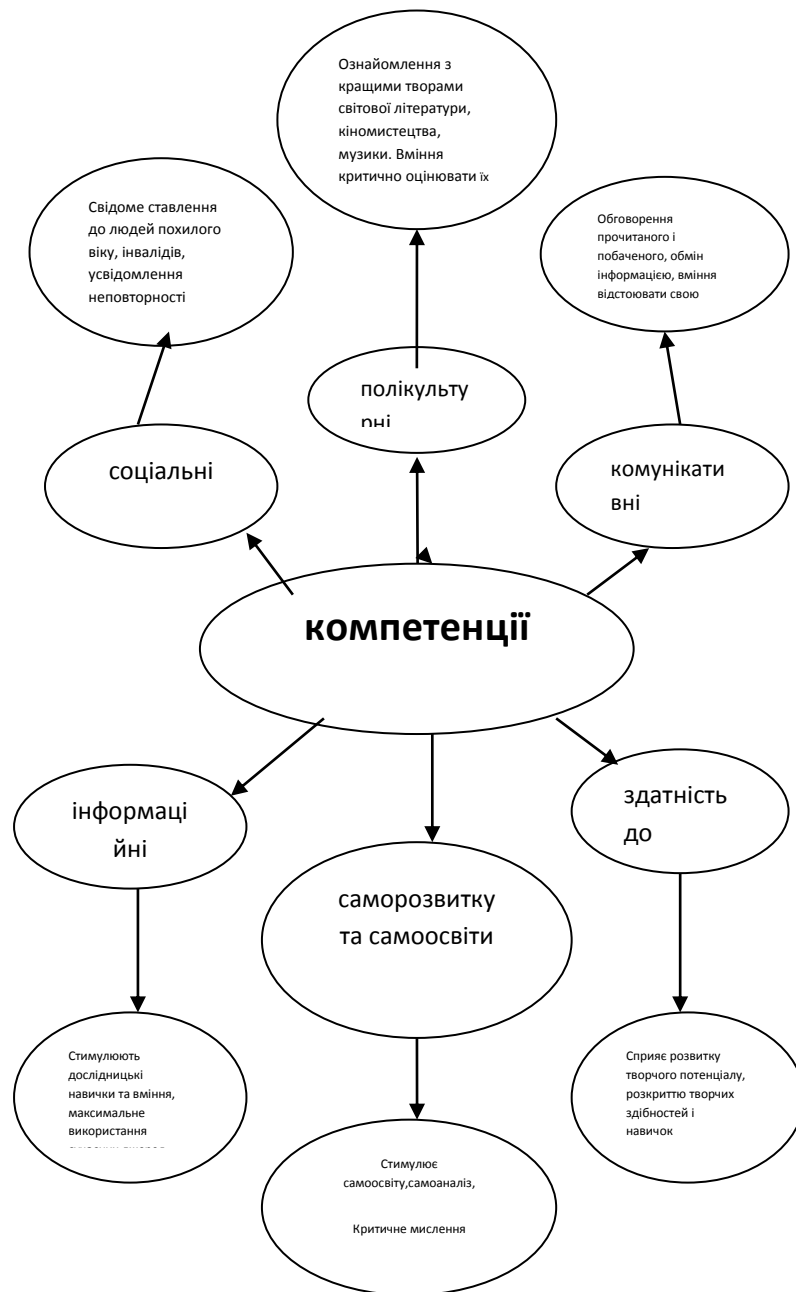 Ознайомлення з
кращими творами
світової літератури,
кіномистецтва,
музики. Вміння
критично оцінювати їх
Свідоме ставлення
до людей похилого
віку, інвалідів,
усвідомлення
неповторності
Обговорення
прочитаного і
побаченого, обмін
інформацією, вміння
відстоювати свою
полікульту
рні
соціальні
комунікати
вні
компетенції
інформаці
йні
саморозвитку
та самоосвіти
здатність
до
Стимулюють
дослідницькі
навички та вміння,
максимальне
використання
Сприяє розвитку
творчого потенціалу,
розкриттю творчих
здібностей і
навичок
Стимулює
самоосвіту,самоаналіз,
Критичне мислення